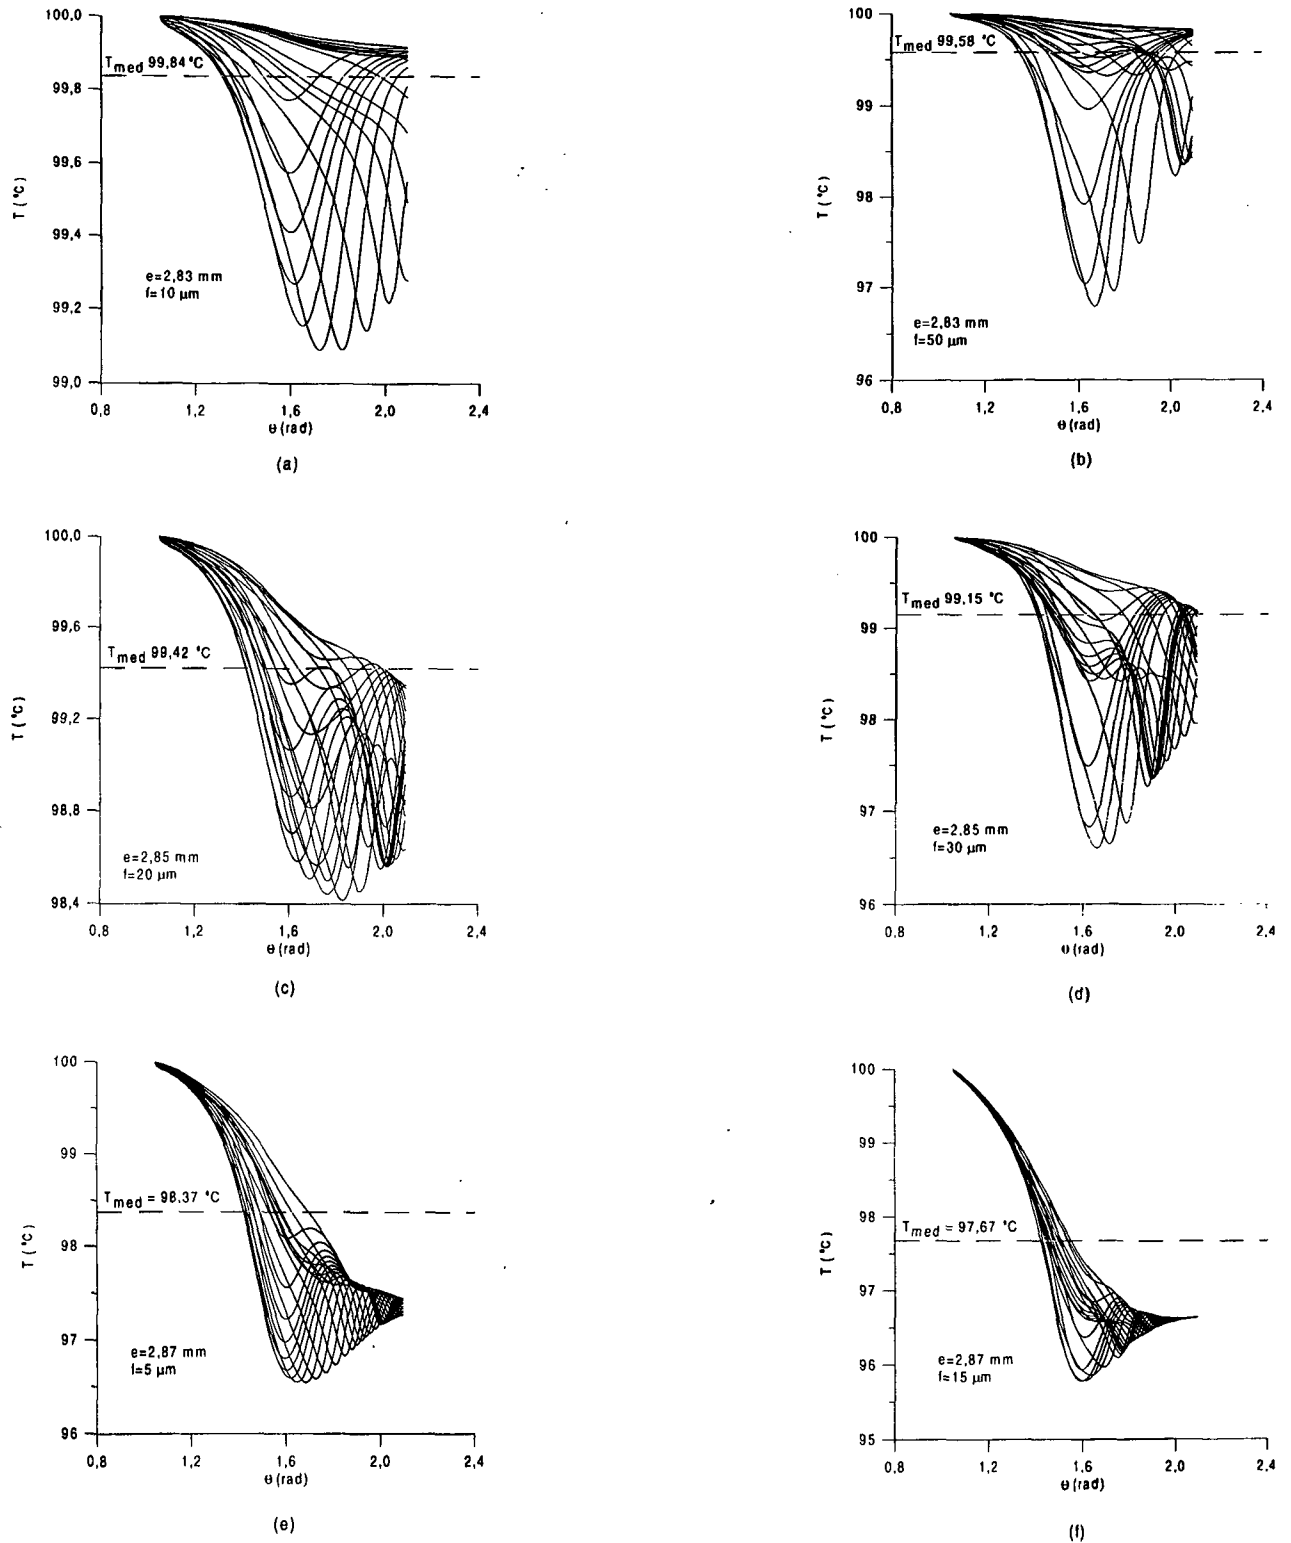 100,0
99,8
99,6
99,4
99,2
99,0
T (°C)
Tmed 99,84 °C
e=2,83 mm
f=10 µm
0,8 1,2 1,6 2,0 2,4
θ (rad)
(a)
100
99
98
97
96
T (°C)
Tmed 99,58 °C
e=2,83 mm
f=50 µm
0,8 1,2 1,6 2,0 2,4
θ (rad)
(b)
100,0
99,6
99,2
98,8
98,4
T (°C)
Tmed 99,42 °C
e=2,85 mm
f=20 µm
0,8 1,2 1,6 2,0 2,4
θ (rad)
(c)
100
99
98
97
96
T (°C)
Tmed 99,15 °C
e=2,85 mm
f=30 µm
0,8 1,2 1,6 2,0 2,4
θ (rad)
(d)
100
99
98
97
96
T (°C)
Tmed = 98,37 °C
e=2,87 mm
f=5 µm
0,8 1,2 1,6 2,0 2,4
θ (rad)
(e)
100
99
98
97
96
95
T (°C)
Tmed = 97,67 °C
e=2,87 mm
f=15 µm
0,8 1,2 1,6 2,0 2,4
θ (rad)
(f)